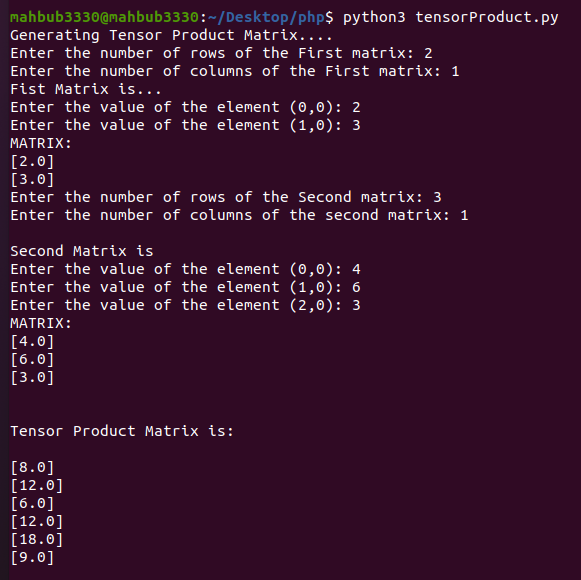 mahbub3330@mahbub3330:~/Desktop/php$ python3 tensorProduct.py
Generating Tensor Product Matrix....
Enter the number of rows of the First matrix: 2
Enter the number of columns of the First matrix: 1
Fist Matrix is...
Enter the value of the element (0,0): 2
Enter the value of the element (1,0): 3
MATRIX:
[2.0]
[3.0]
Enter the number of rows of the Second matrix: 3
Enter the number of columns of the second matrix: 1
Second Matrix is
Enter the value of the element (0,0): 4
Enter the value of the element (1,0): 6
Enter the value of the element (2,0): 3
MATRIX:
[4.0]
[6.0]
[3.0]
Tensor Product Matrix is:
[8.0]
[12.0]
[6.0]
[12.0]
[18.0]
[9.0]